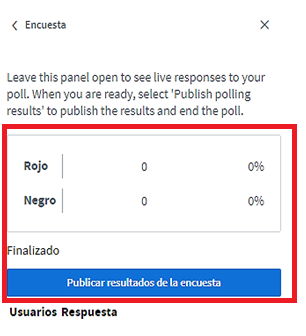 Encuesta
Leave this panel open to see live responses to your
poll. When you are ready, select 'Publish polling
results' to publish the results and end the poll.
Rojo 0 0%
Negro 0 0%
Finalizado
Publicar resultados de la encuesta
Usuarios Respuesta